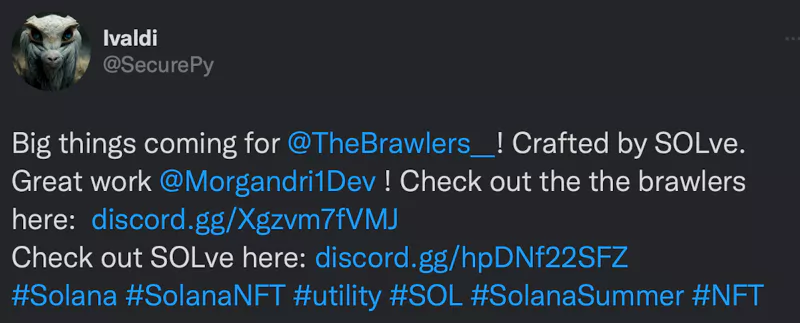 Ivaldi
@SecurePy
Big things coming for @TheBrawlers__! Crafted by SOLve.
Great work @Morgandri1Dev ! Check out the the brawlers
here: discord.gg/Xgzvm7fVMJ
Check out SOLve here: discord.gg/hpDNf22SFZ
#Solana #SolanaNFT #utility #SOL #SolanaSummer #NFT